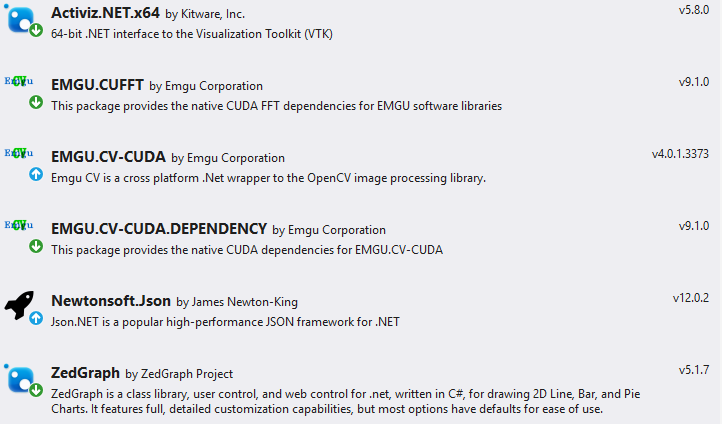 Activiz.NET.x64 by Kitware, Inc. v5.8.0
64-bit .NET interface to the Visualization Toolkit (VTK)
Emgu EMGU.CUFFT by Emgu Corporation v9.1.0
This package provides the native CUDA FFT dependencies for EMGU software libraries
Emgu EMGU.CV-CUDA by Emgu Corporation v4.0.1.3373
Emgu CV is a cross platform .Net wrapper to the OpenCV image processing library.
Emgu EMGU.CV-CUDA.DEPENDENCY by Emgu Corporation v9.1.0
This package provides the native CUDA dependencies for EMGU.CV-CUDA
Newtonsoft.Json by James Newton-King v12.0.2
Json.NET is a popular high-performance JSON framework for .NET
ZedGraph by ZedGraph Project v5.1.7
ZedGraph is a class library, user control, and web control for .net, written in C#, for drawing 2D Line, Bar, and Pie
Charts. It features full, detailed customization capabilities, but most options have defaults for ease of use.